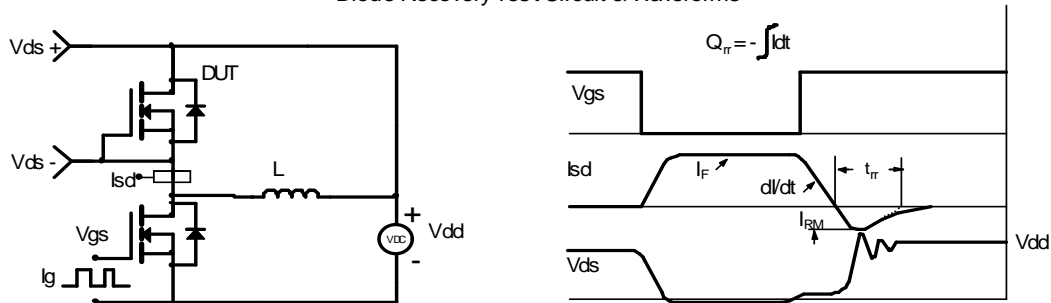 Diode Recovery Test Circuit & Waveforms
Vds +
DUT
Vds -
Isd
L
Vgs
Ig
+
VDC
-
Vdd
Qrr = - ∫ Idt
Vgs
Isd
IF
dI/dt
trr
IRM
Vdd
Vds